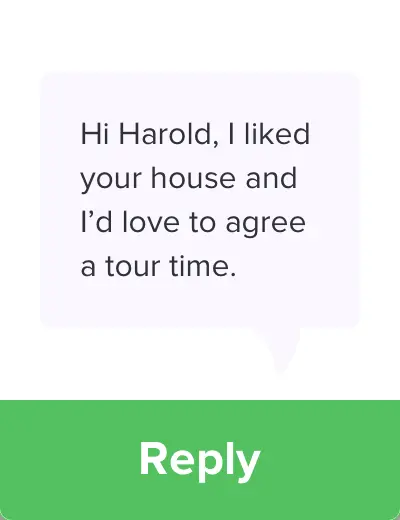 Hi Harold, I liked
your house and
I’d love to agree
a tour time.
Reply